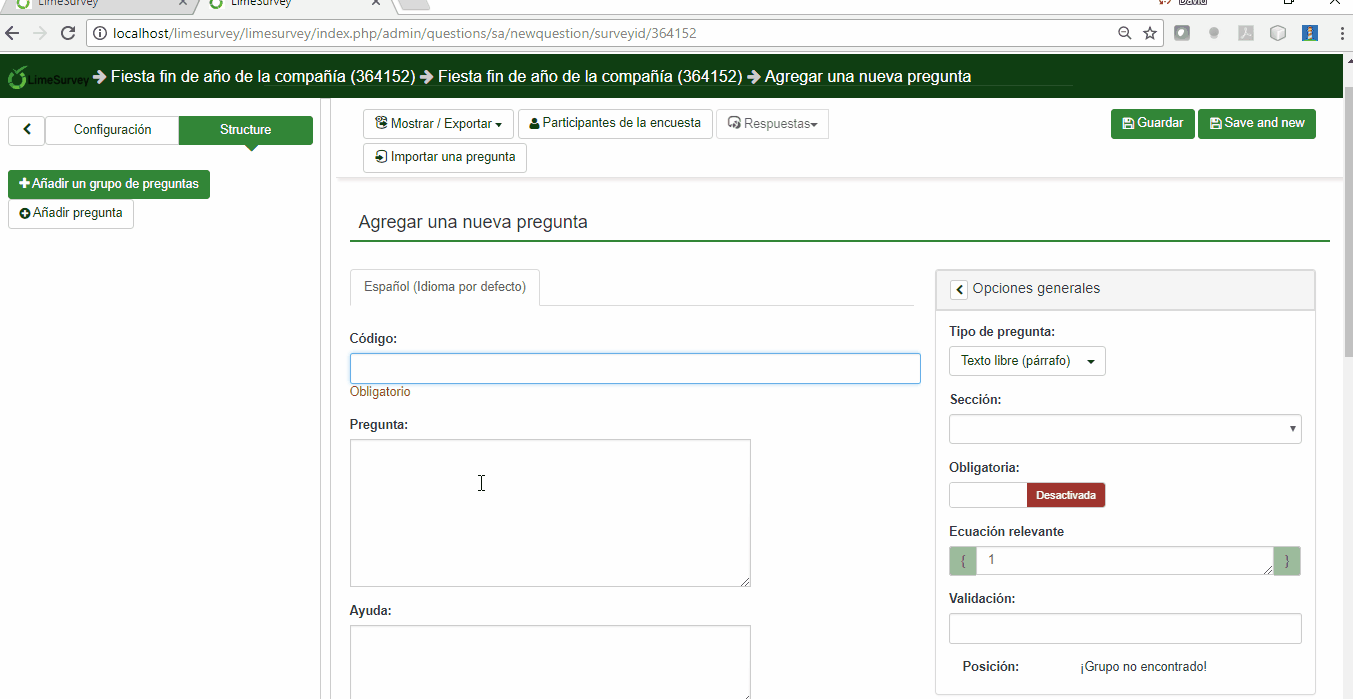 LimeSurvey × LimeSurvey × David
localhost/limesurvey/limesurvey/index.php/admin/questions/sa/newquestion/surveyid/364152
LimeSurvey Fiesta fin de año de la compañía (364152) Fiesta fin de año de la compañía (364152) Agregar una nueva pregunta
Configuración Structure
Añadir un grupo de preguntas
Añadir pregunta
Mostrar / Exportar Participantes de la encuesta Respuestas Guardar Save and new
Importar una pregunta
Agregar una nueva pregunta
Español (Idioma por defecto)
Código:
Obligatorio
Pregunta:
Ayuda:
Opciones generales
Tipo de pregunta:
Texto libre (párrafo)
Sección:
Obligatoria:
Desactivada
Ecuación relevante
{ 1 }
Validación:
Posición: ¡Grupo no encontrado!